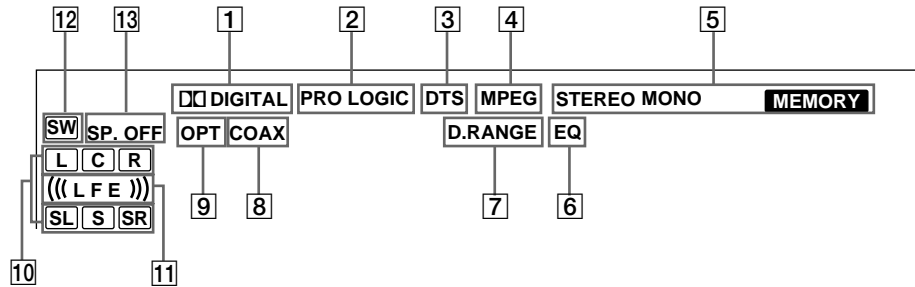 12 13 1 2 3 4 5
DIGITAL PRO LOGIC DTS MPEG STEREO MONO MEMORY
SW SP. OFF OPT COAX D.RANGE EQ
L C R
((( L F E )))
9 8 7 6
SL S SR
10 11